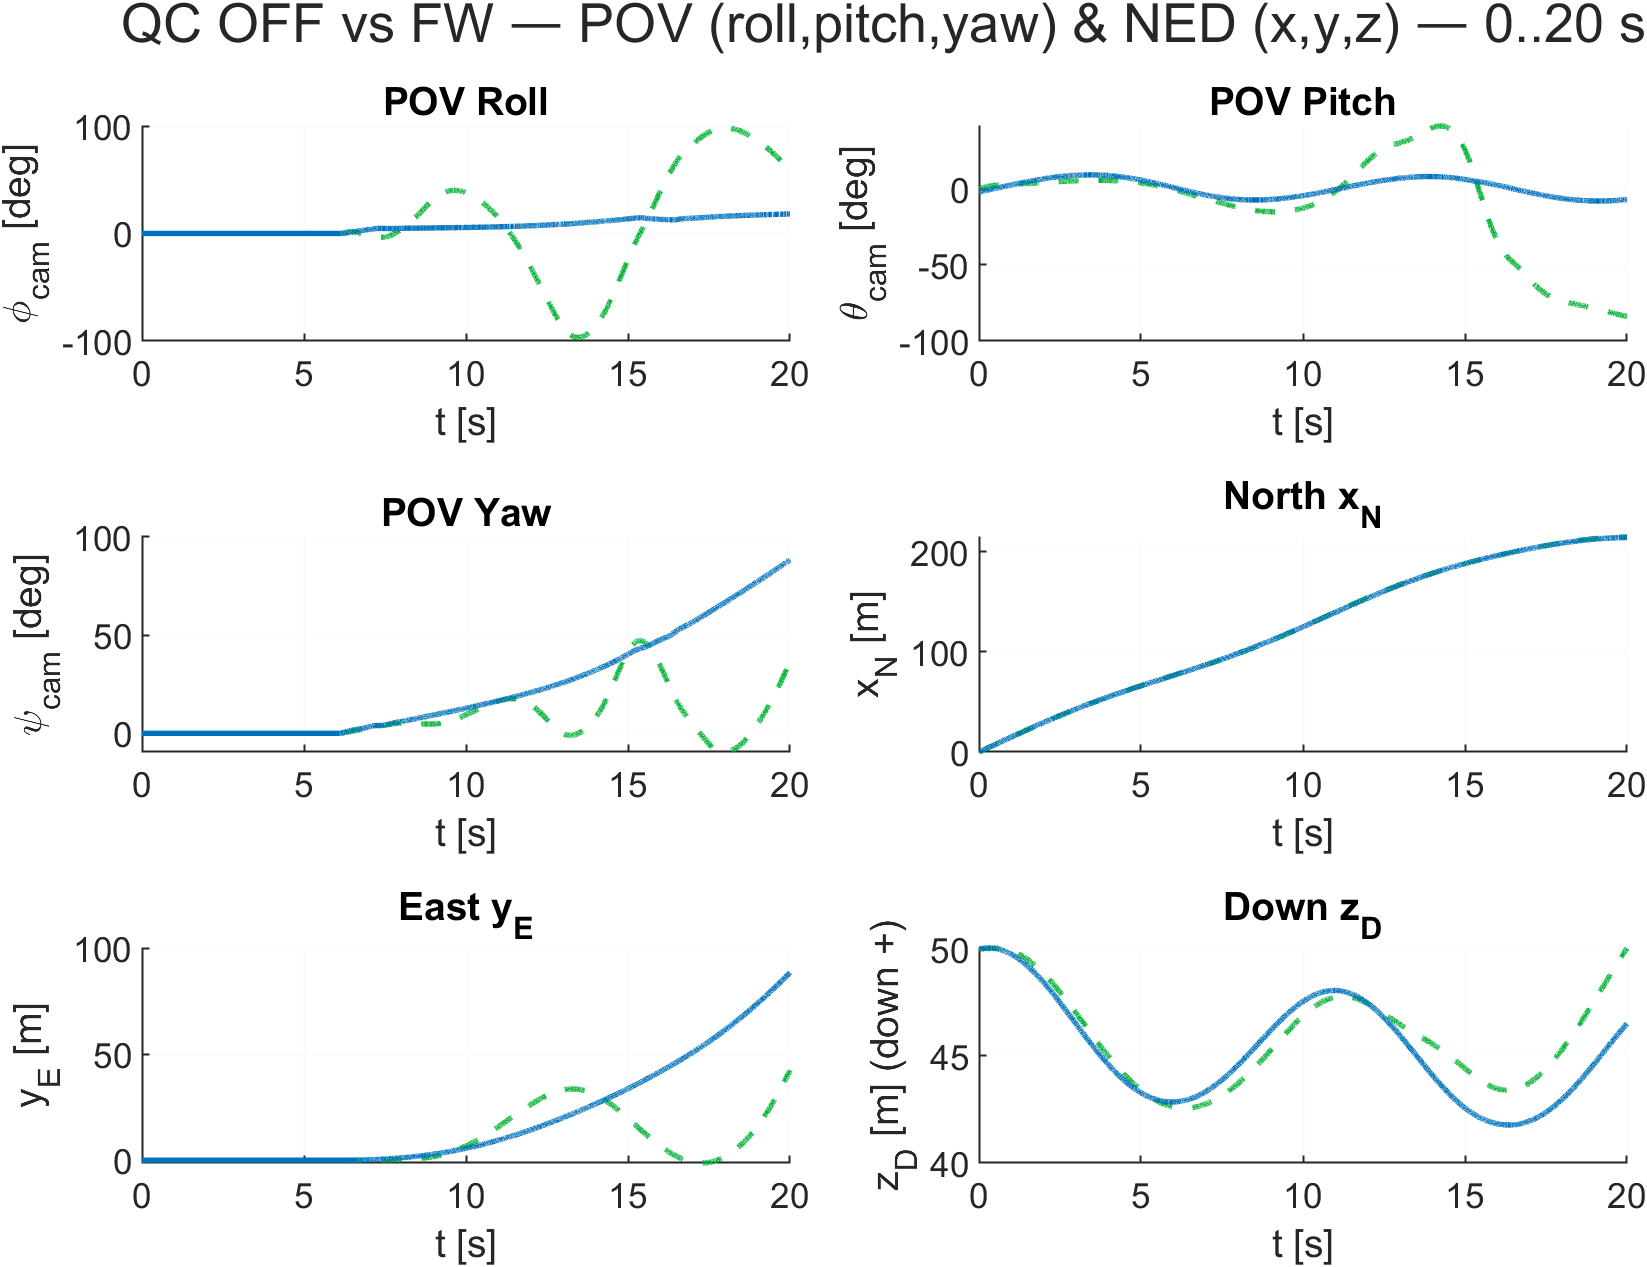 QC OFF vs FW — POV (roll,pitch,yaw) & NED (x,y,z) — 0..20 s
POV Roll
ϕcam [deg]
100
0
-100
0 5 10 15 20
t [s]
POV Pitch
θcam [deg]
0
-50
-100
0 5 10 15 20
t [s]
POV Yaw
ψcam [deg]
100
50
0
0 5 10 15 20
t [s]
North xN
xN [m]
200
100
0
0 5 10 15 20
t [s]
East yE
yE [m]
100
50
0
0 5 10 15 20
t [s]
Down zD
zD [m] (down +)
50
45
40
0 5 10 15 20
t [s]